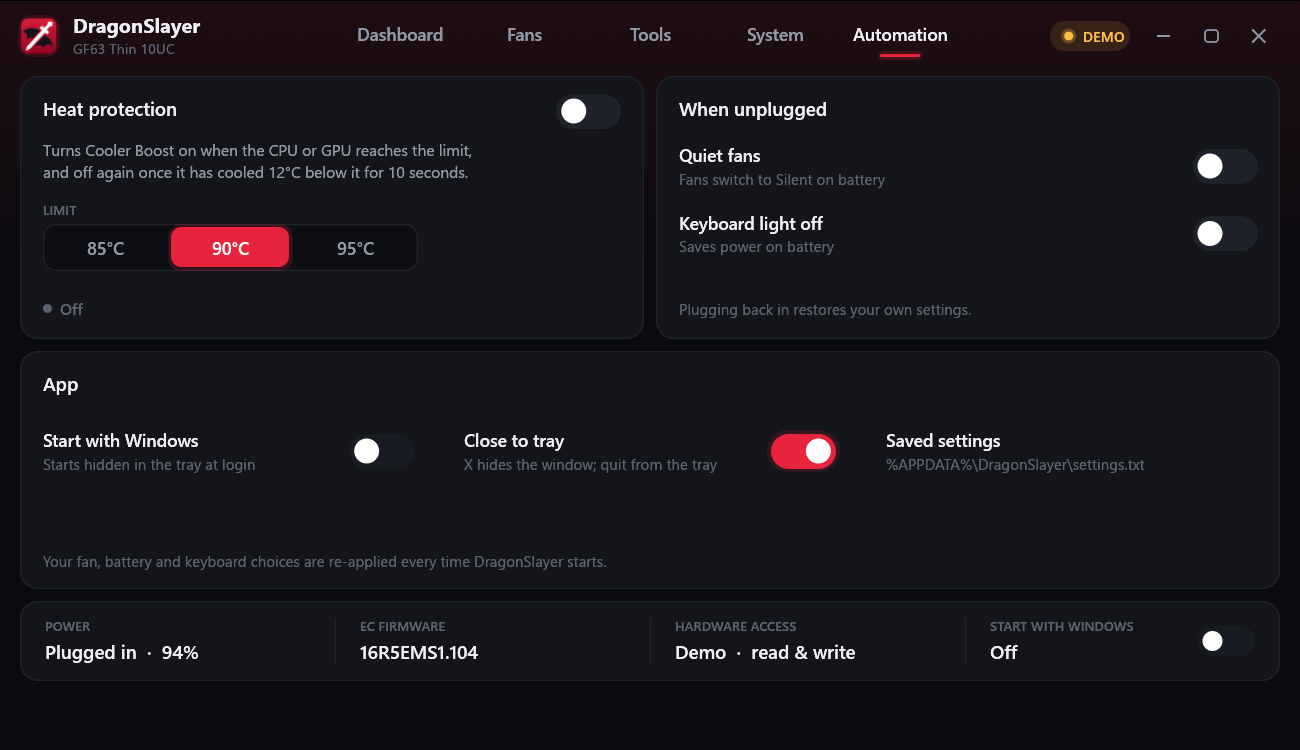 DragonSlayer
GF63 Thin 10UC
Dashboard
Fans
Tools
System
Automation
DEMO
Heat protection
Turns Cooler Boost on when the CPU or GPU reaches the limit,
and off again once it has cooled 12°C below it for 10 seconds.
LIMIT
85°C
90°C
95°C
Off
When unplugged
Quiet fans
Fans switch to Silent on battery
Keyboard light off
Saves power on battery
Plugging back in restores your own settings.
App
Start with Windows
Starts hidden in the tray at login
Close to tray
X hides the window; quit from the tray
Saved settings
%APPDATA%\DragonSlayer\settings.txt
Your fan, battery and keyboard choices are re-applied every time DragonSlayer starts.
POWER
Plugged in · 94%
EC FIRMWARE
16R5EMS1.104
HARDWARE ACCESS
Demo · read & write
START WITH WINDOWS
Off